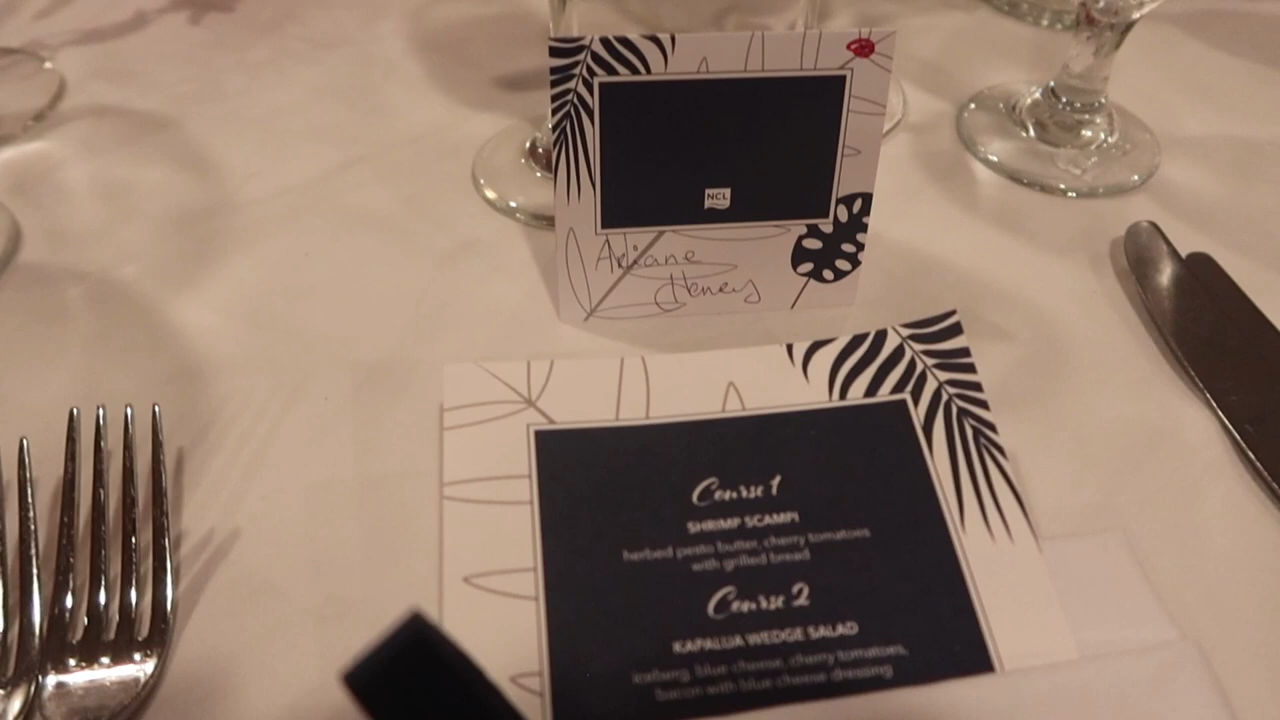 NCL
Ariane
Heney
Course 1
SHRIMP SCAMPI
herbed pesto butter, cherry tomatoes
with grilled bread
Course 2
KAPALUA WEDGE SALAD
iceberg, blue cheese, cherry tomatoes,
bacon with blue cheese dressing